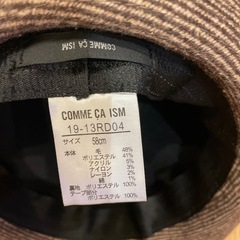 COMME ÇA ISM
COMME ÇA ISM
19-13RD04
サイズ 58cm
本体 毛 48%
ポリエステル 41%
アクリル 5%
ナイロン 3%
レーヨン 2%
綿 1%
裏地 ポリエステル 100%
テープ部分
ポリエステル 100%